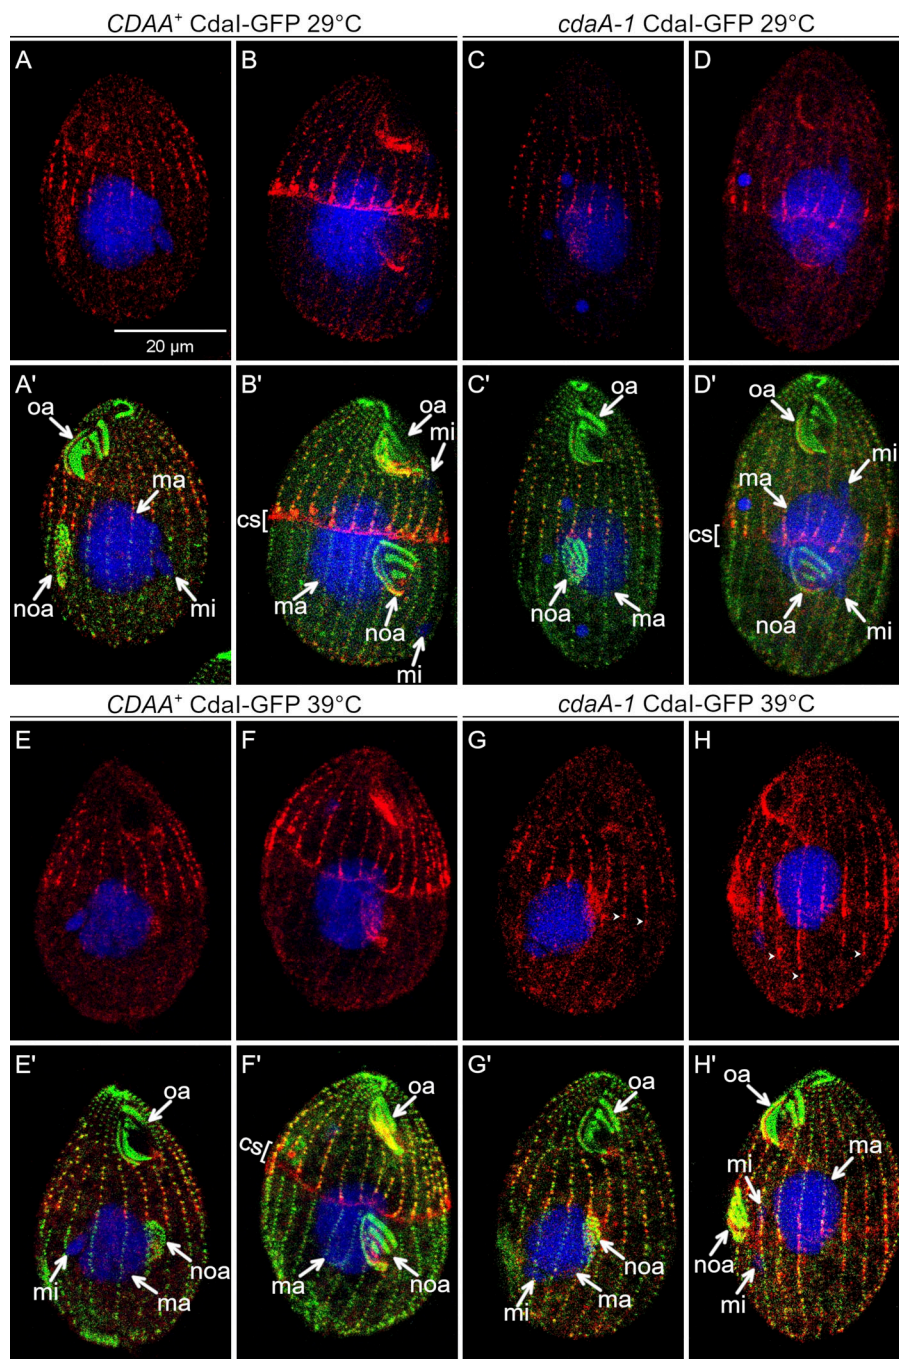 CDAA+ CdaI-GFP 29°C
cdaA-1 CdaI-GFP 29°C
A
B
C
D
20 µm
A'
B'
C'
D'
oa
oa
mi
oa
oa
mi
ma
ma
cs[
cs[
noa
mi
ma
noa
mi
noa
ma
noa
mi
CDAA+ CdaI-GFP 39°C
cdaA-1 CdaI-GFP 39°C
E
F
G
H
E'
F'
G'
H'
oa
oa
oa
oa
cs[
mi
ma
mi
noa
ma
ma
noa
mi
noa
ma
noa
mi